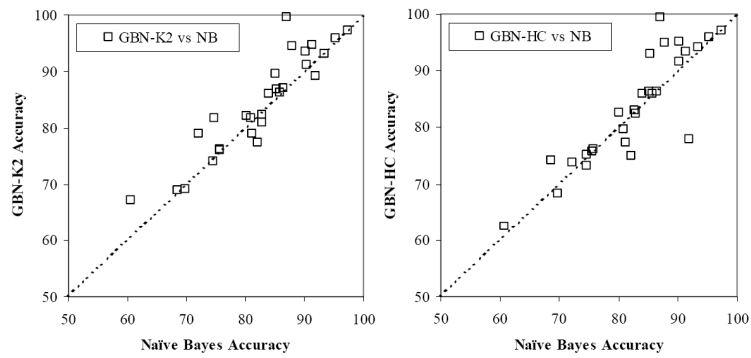 100
90
80
70
60
50
GBN-K2 Accuracy
GBN-K2 vs NB
50 60 70 80 90 100
Naïve Bayes Accuracy
100
90
80
70
60
50
GBN-HC Accuracy
GBN-HC vs NB
50 60 70 80 90 100
Naïve Bayes Accuracy